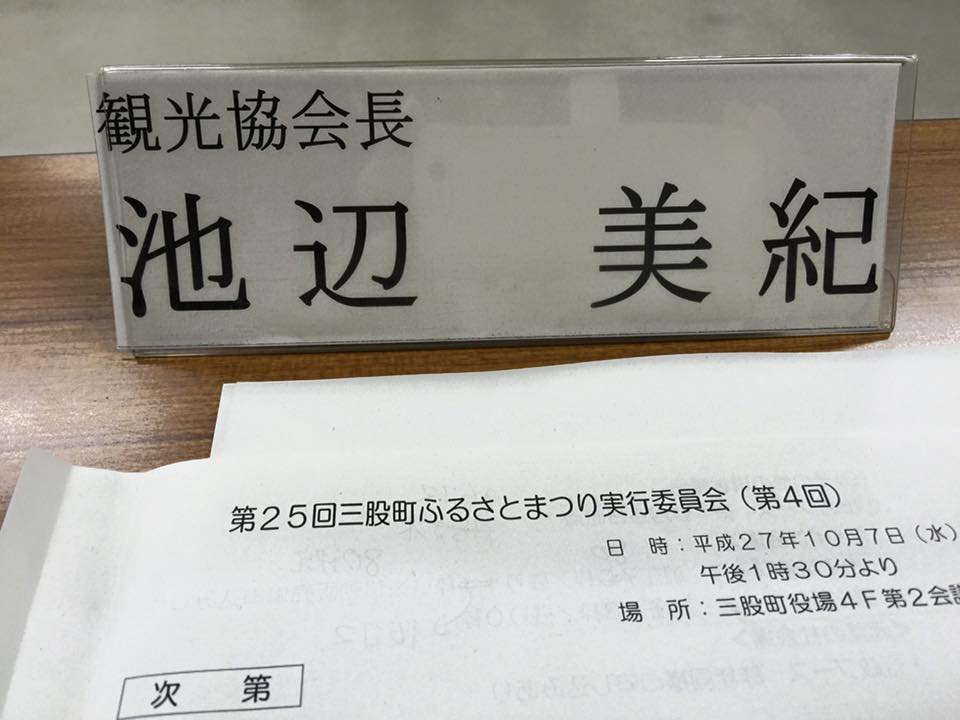 観光協会長
池辺 美紀
第25回三股町ふるさとまつり実行委員会（第4回）
日 時：平成27年10月7日（水）
午後1時30分より
場 所：三股町役場4F第2会議
次 第